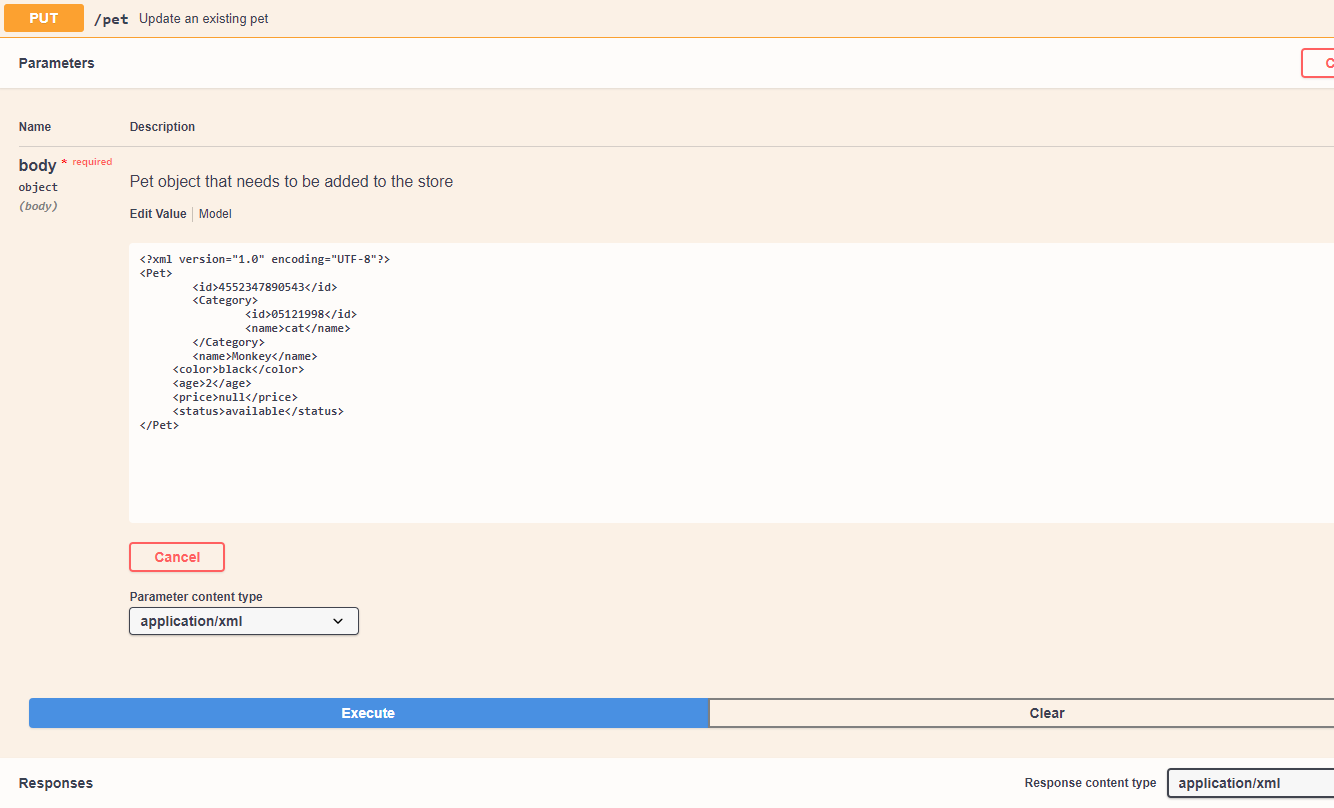 PUT /pet Update an existing pet
Parameters
C
Name Description
body * required
object
(body)
Pet object that needs to be added to the store
Edit Value Model
<?xml version="1.0" encoding="UTF-8"?>
<Pet>
<id>4552347890543</id>
<Category>
<id>05121998</id>
<name>cat</name>
</Category>
<name>Monkey</name>
<color>black</color>
<age>2</age>
<price>null</price>
<status>available</status>
</Pet>
Cancel
Parameter content type
application/xml
Execute Clear
Responses Response content type application/xml